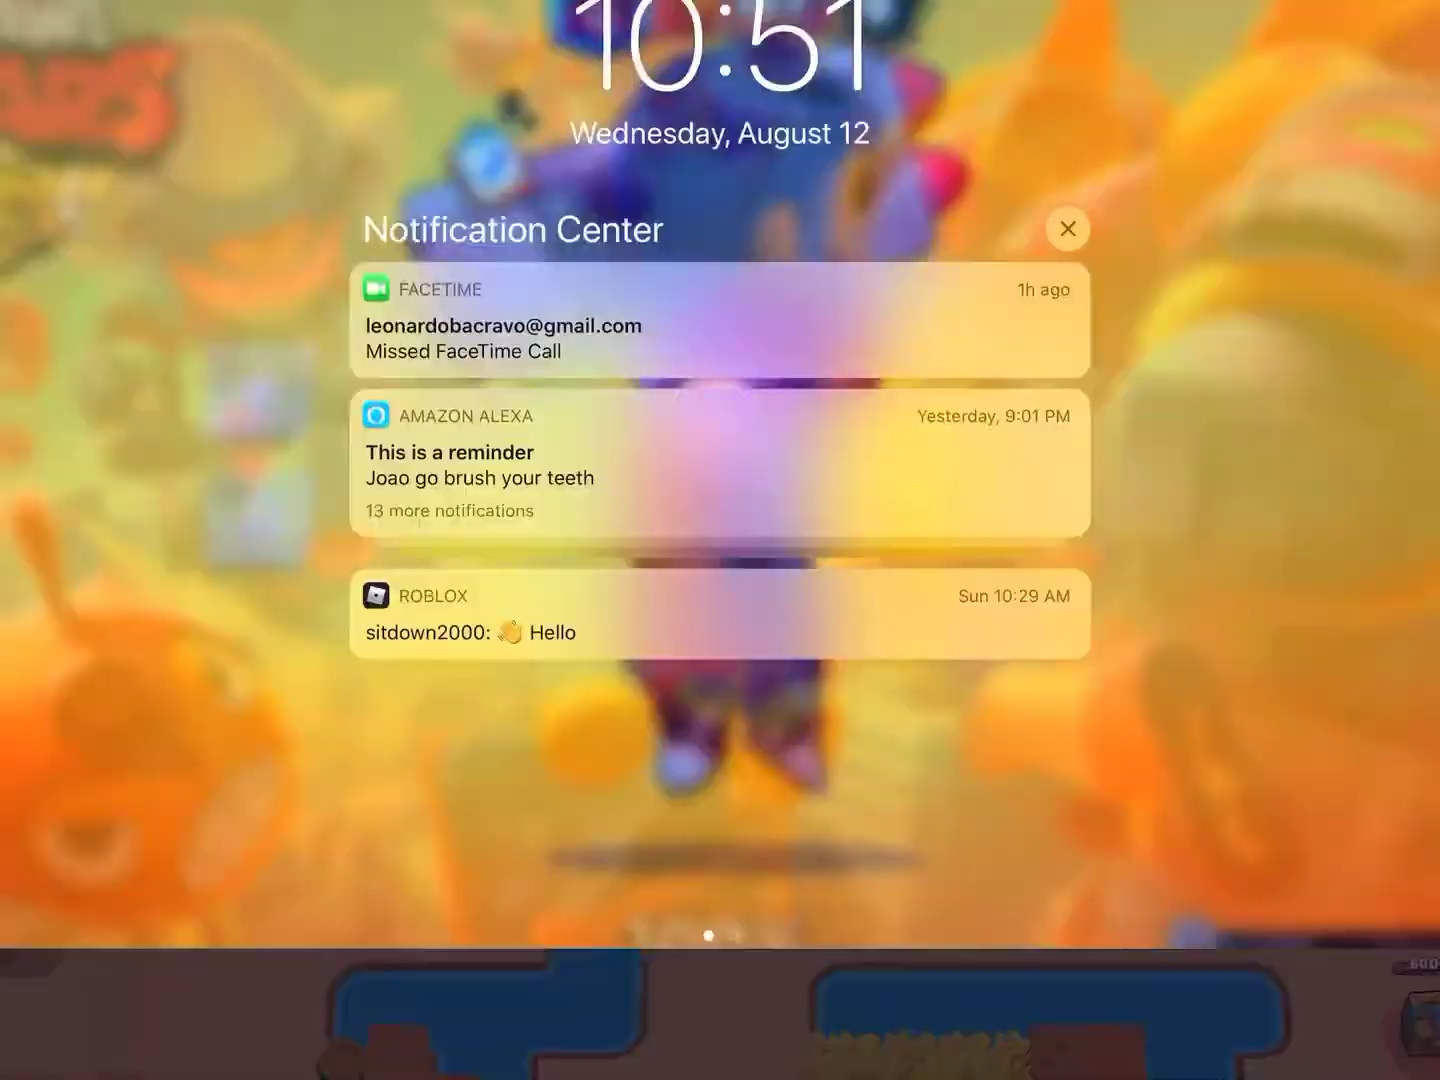 10:51
Wednesday, August 12
Notification Center
FACETIME
1h ago
leonardobacravo@gmail.com
Missed FaceTime Call
AMAZON ALEXA
Yesterday, 9:01 PM
This is a reminder
Joao go brush your teeth
13 more notifications
ROBLOX
Sun 10:29 AM
sitdown2000: 👋 Hello